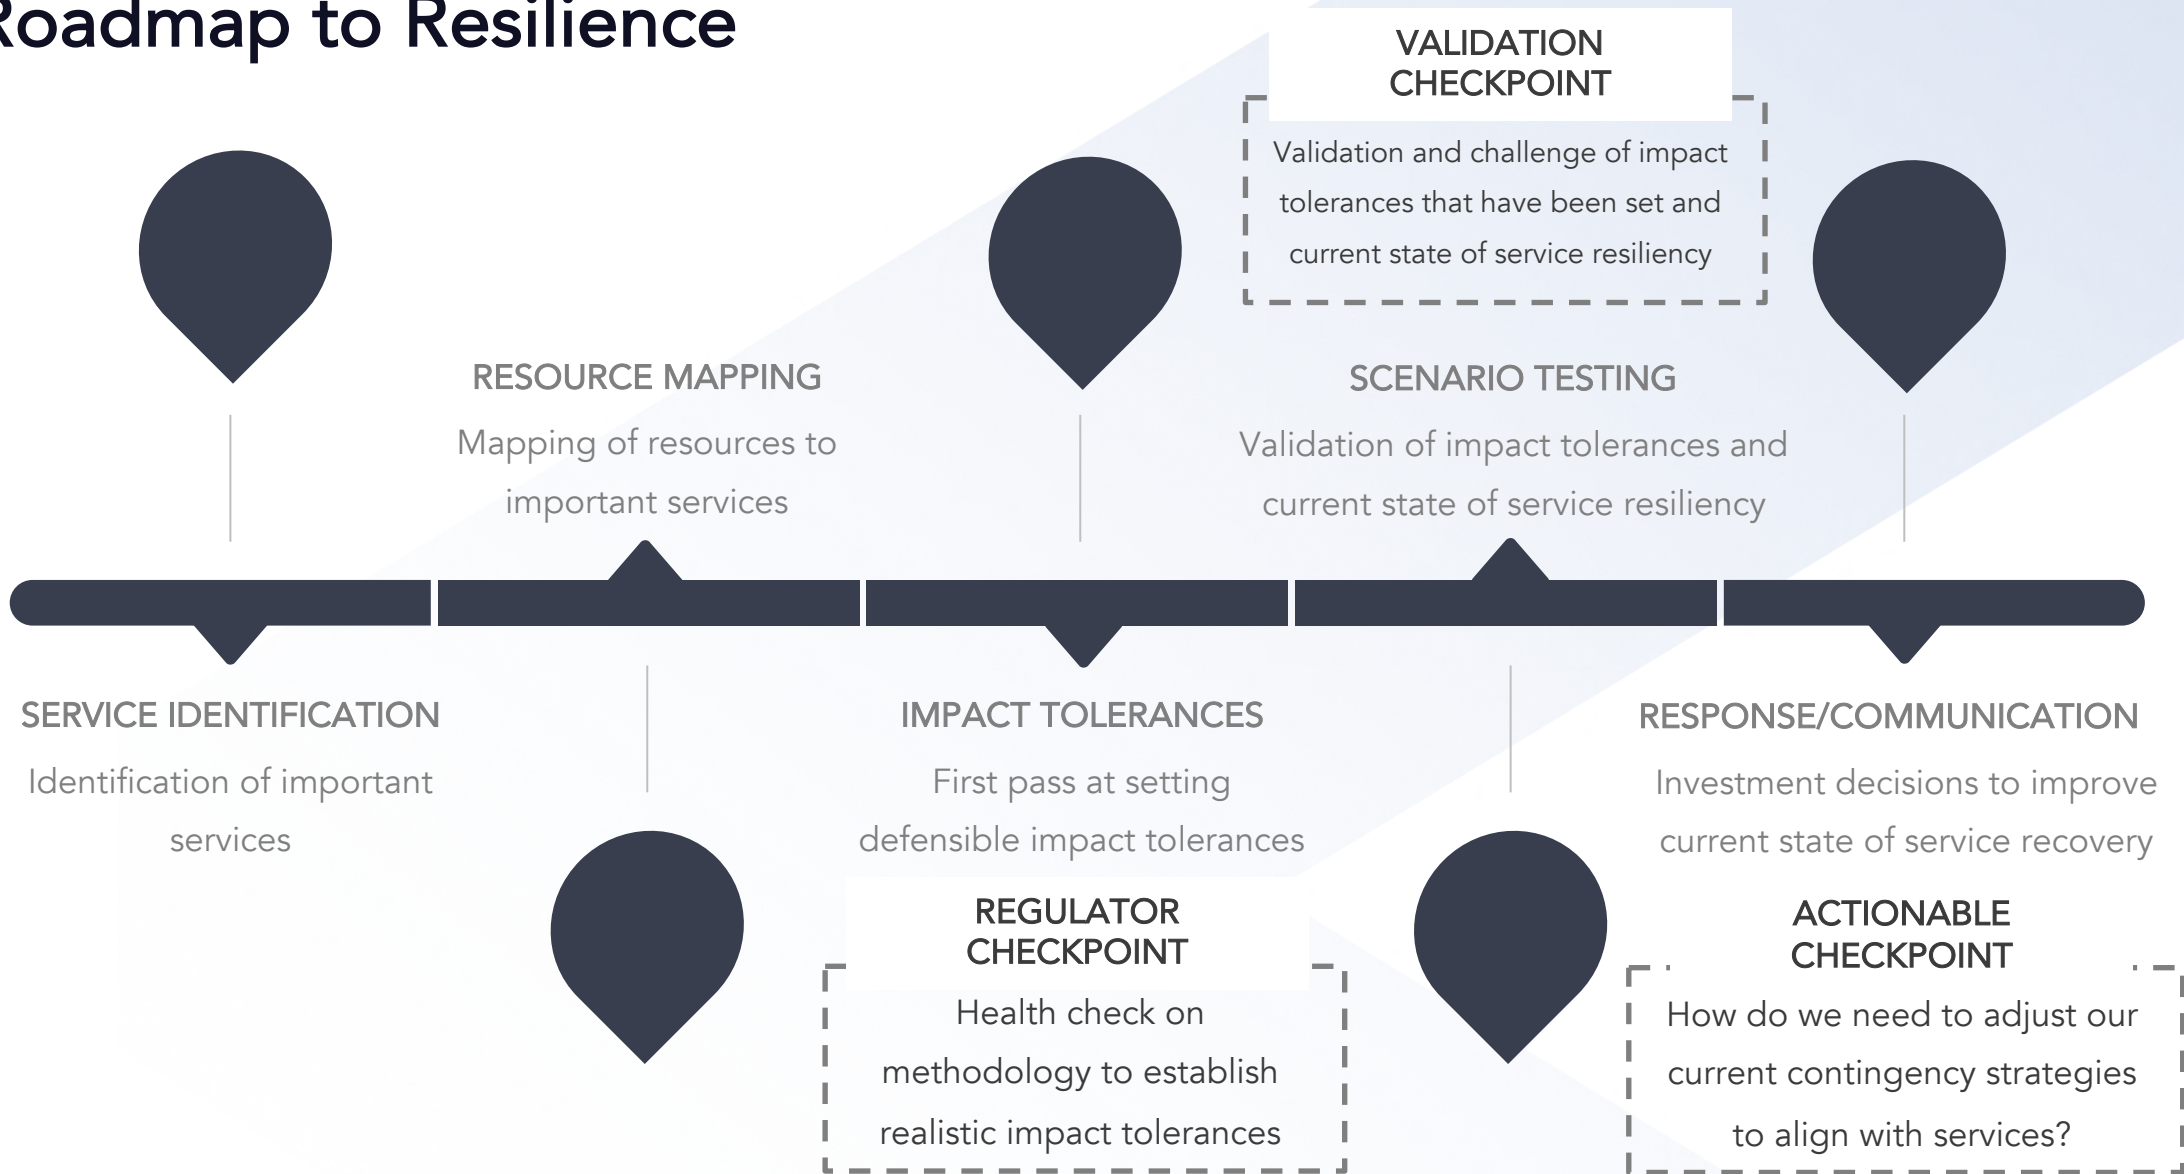 Roadmap to Resilience
VALIDATION
CHECKPOINT
Validation and challenge of impact
tolerances that have been set and
current state of service resiliency
RESOURCE MAPPING
Mapping of resources to
important services
SCENARIO TESTING
Validation of impact tolerances and
current state of service resiliency
SERVICE IDENTIFICATION
Identification of important
services
IMPACT TOLERANCES
First pass at setting
defensible impact tolerances
REGULATOR
CHECKPOINT
Health check on
methodology to establish
realistic impact tolerances
RESPONSE/COMMUNICATION
Investment decisions to improve
current state of service recovery
ACTIONABLE
CHECKPOINT
How do we need to adjust our
current contingency strategies
to align with services?